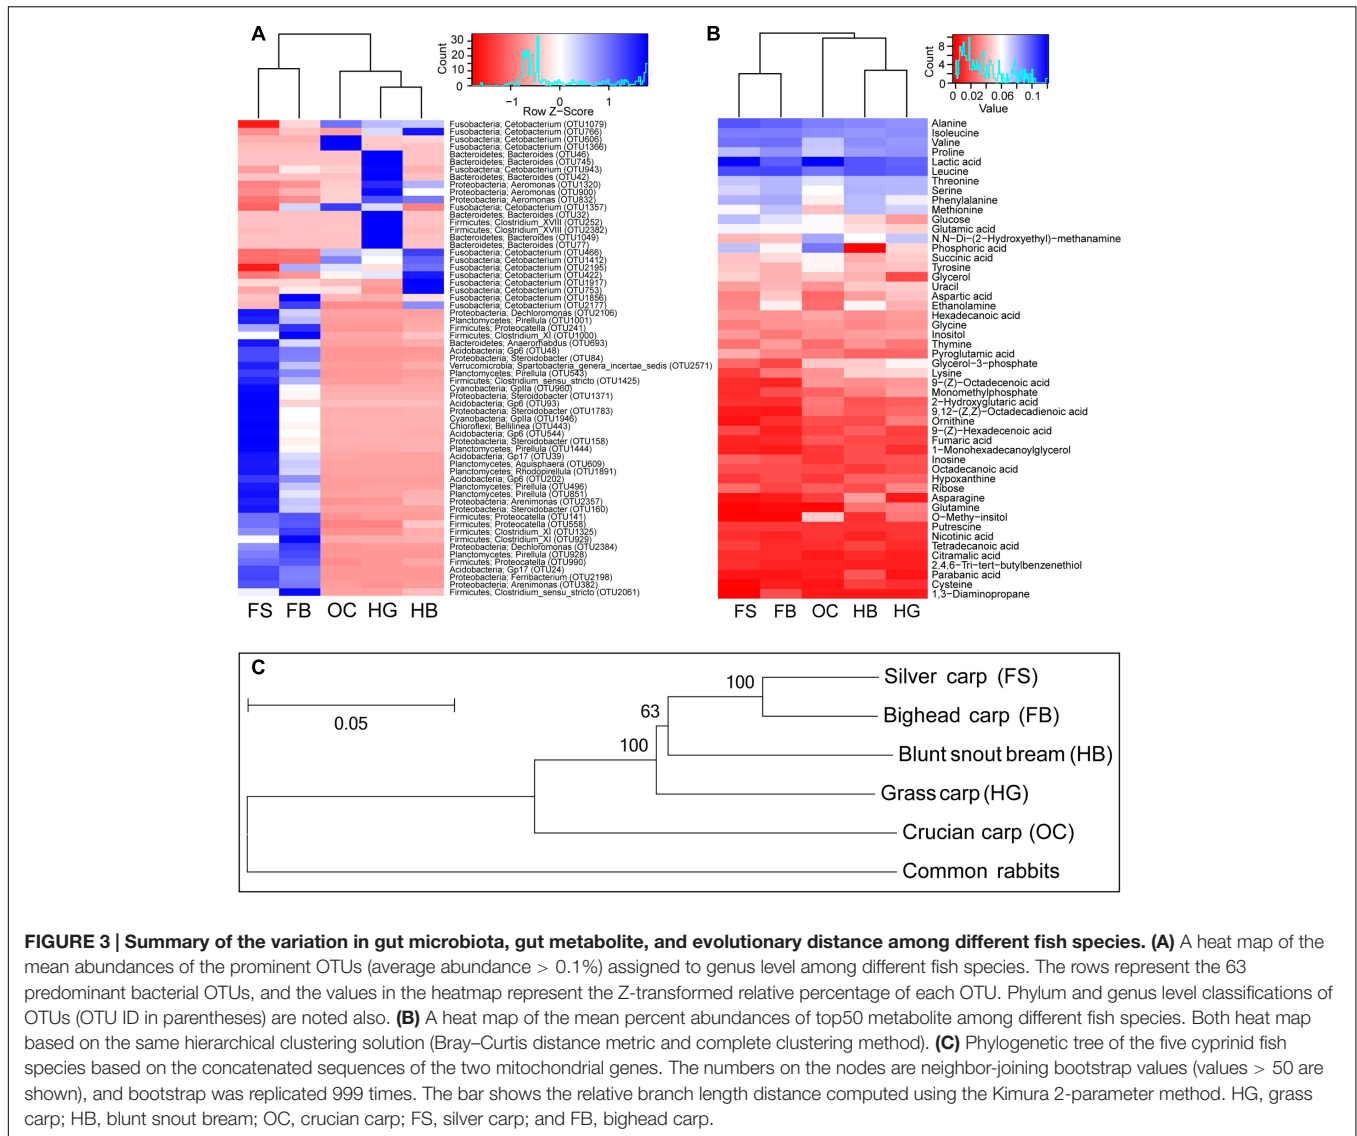 A
30
20
10
0
Count
−1
0
1
Row Z−Score
Fusobacteria; Cetobacterium (OTU1079)
Fusobacteria; Cetobacterium (OTU766)
Fusobacteria; Cetobacterium (OTU606)
Fusobacteria; Cetobacterium (OTU1366)
Bacteroidetes; Bacteroides (OTU46)
Bacteroidetes; Bacteroides (OTU745)
Fusobacteria; Cetobacterium (OTU943)
Bacteroidetes; Bacteroides (OTU42)
Proteobacteria; Aeromonas (OTU1320)
Proteobacteria; Aeromonas (OTU900)
Proteobacteria; Aeromonas (OTU832)
Fusobacteria; Cetobacterium (OTU1357)
Bacteroidetes; Bacteroides (OTU32)
Firmicutes; Clostridium_XVIII (OTU252)
Firmicutes; Clostridium_XVIII (OTU2382)
Bacteroidetes; Bacteroides (OTU1049)
Bacteroidetes; Bacteroides (OTU77)
Fusobacteria; Cetobacterium (OTU466)
Fusobacteria; Cetobacterium (OTU1412)
Fusobacteria; Cetobacterium (OTU2195)
Fusobacteria; Cetobacterium (OTU422)
Fusobacteria; Cetobacterium (OTU1917)
Fusobacteria; Cetobacterium (OTU753)
Fusobacteria; Cetobacterium (OTU1856)
Fusobacteria; Cetobacterium (OTU2177)
Proteobacteria; Dechloromonas (OTU2106)
Planctomycetes; Pirellula (OTU1001)
Firmicutes; Proteocatella (OTU241)
Firmicutes; Clostridium_XI (OTU1000)
Bacteroidetes; Anaerorhabdus (OTU693)
Acidobacteria; Gp6 (OTU48)
Proteobacteria; Steroidobacter (OTU84)
Verrucomicrobia; Spartobacteria_genera_incertae_sedis (OTU2571)
Planctomycetes; Pirellula (OTU543)
Firmicutes; Clostridium_sensu_stricto (OTU1425)
Cyanobacteria; GpIIa (OTU960)
Proteobacteria; Steroidobacter (OTU1371)
Acidobacteria; Gp6 (OTU93)
Proteobacteria; Steroidobacter (OTU1783)
Cyanobacteria; GpIIa (OTU1946)
Chloroflexi; Bellilinea (OTU443)
Acidobacteria; Gp6 (OTU544)
Proteobacteria; Steroidobacter (OTU158)
Planctomycetes; Pirellula (OTU1444)
Acidobacteria; Gp17 (OTU39)
Planctomycetes; Aquisphaera (OTU609)
Planctomycetes; Rhodopirellula (OTU1891)
Acidobacteria; Gp6 (OTU202)
Planctomycetes; Pirellula (OTU496)
Planctomycetes; Pirellula (OTU851)
Proteobacteria; Arenimonas (OTU2357)
Proteobacteria; Steroidobacter (OTU160)
Firmicutes; Proteocatella (OTU141)
Firmicutes; Proteocatella (OTU558)
Firmicutes; Clostridium_XI (OTU1325)
Firmicutes; Clostridium_XI (OTU929)
Proteobacteria; Dechloromonas (OTU2384)
Planctomycetes; Pirellula (OTU928)
Firmicutes; Proteocatella (OTU990)
Acidobacteria; Gp17 (OTU24)
Proteobacteria; Ferribacterium (OTU2198)
Proteobacteria; Arenimonas (OTU382)
Firmicutes; Clostridium_sensu_stricto (OTU2061)
FS FB OC HG HB
B
8
4
0
Count
0 0.02 0.06 0.1
Value
Alanine
Isoleucine
Valine
Proline
Lactic acid
Leucine
Threonine
Serine
Phenylalanine
Methionine
Glucose
Glutamic acid
N,N−Di−(2−Hydroxyethyl)−methanamine
Phosphoric acid
Succinic acid
Tyrosine
Glycerol
Uracil
Aspartic acid
Ethanolamine
Hexadecanoic acid
Glycine
Inositol
Thymine
Pyroglutamic acid
Glycerol−3−phosphate
Lysine
9−(Z)−Octadecenoic acid
Monomethylphosphate
2−Hydroxyglutaric acid
9,12−(Z,Z)−Octadecadienoic acid
Ornithine
9−(Z)−Hexadecenoic acid
Fumaric acid
1−Monohexadecanoylglycerol
Inosine
Octadecanoic acid
Hypoxanthine
Ribose
Asparagine
Glutamine
O−Methy−insitol
Putrescine
Nicotinic acid
Tetradecanoic acid
Citramalic acid
2,4,6−Tri−tert−butylbenzenethiol
Parabanic acid
Cysteine
1,3−Diaminopropane
FS FB OC HB HG
C
0.05
100
63
100
Silver carp (FS)
Bighead carp (FB)
Blunt snout bream (HB)
Grass carp (HG)
Crucian carp (OC)
Common rabbits
FIGURE 3 | Summary of the variation in gut microbiota, gut metabolite, and evolutionary distance among different fish species. (A) A heat map of the
mean abundances of the prominent OTUs (average abundance > 0.1%) assigned to genus level among different fish species. The rows represent the 63
predominant bacterial OTUs, and the values in the heatmap represent the Z-transformed relative percentage of each OTU. Phylum and genus level classifications of
OTUs (OTU ID in parentheses) are noted also. (B) A heat map of the mean percent abundances of top50 metabolite among different fish species. Both heat map
based on the same hierarchical clustering solution (Bray–Curtis distance metric and complete clustering method). (C) Phylogenetic tree of the five cyprinid fish
species based on the concatenated sequences of the two mitochondrial genes. The numbers on the nodes are neighbor-joining bootstrap values (values > 50 are
shown), and bootstrap was replicated 999 times. The bar shows the relative branch length distance computed using the Kimura 2-parameter method. HG, grass
carp; HB, blunt snout bream; OC, crucian carp; FS, silver carp; and FB, bighead carp.